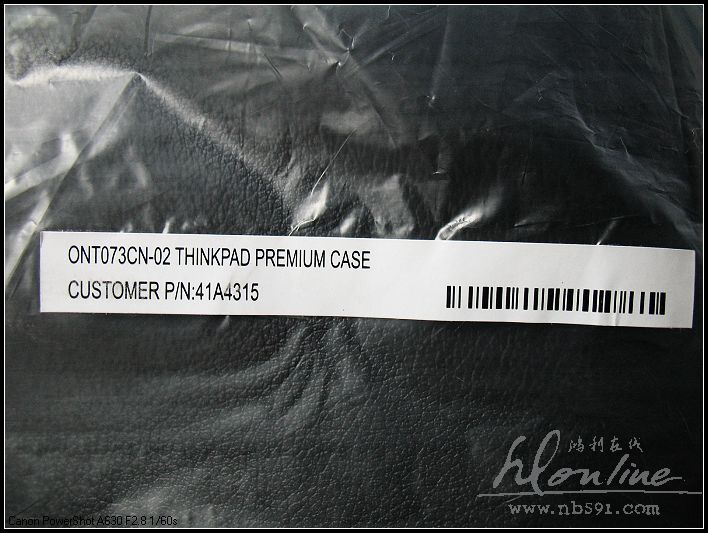 ONT073CN-02 THINKPAD PREMIUM CASE
CUSTOMER P/N:41A4315
鸿利在线
hlonline
www.nb591.com
Canon PowerShot A630 F2.8 1/60s